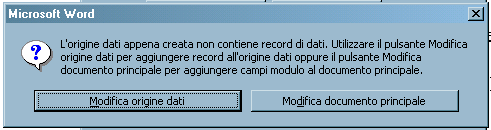 Microsoft Word
L'origine dati appena creata non contiene record di dati. Utilizzare il pulsante Modifica
origine dati per aggiungere record all'origine dati oppure il pulsante Modifica
documento principale per aggiungere campi modulo al documento principale.
Modifica origine dati
Modifica documento principale